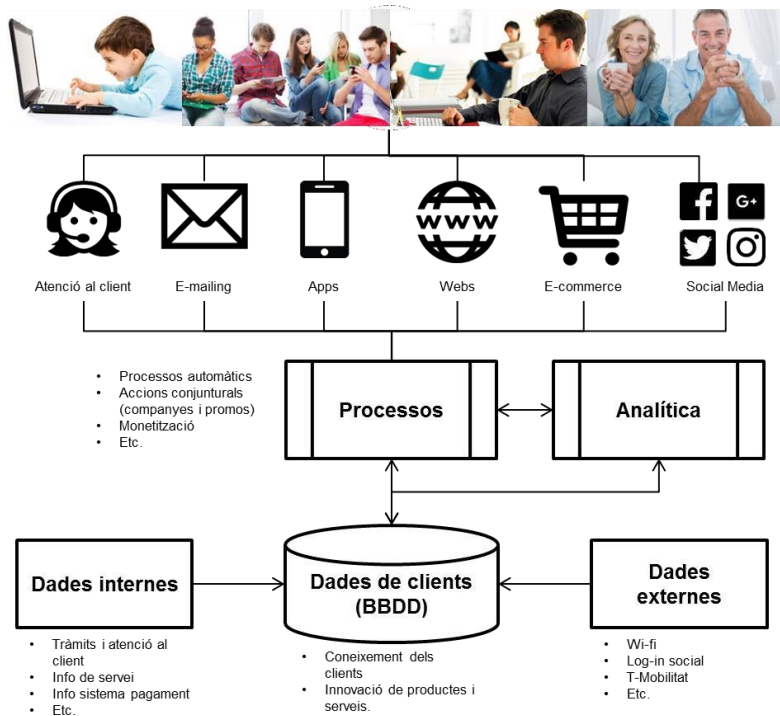 www
G+
Atenció al client
E-mailing
Apps
Webs
E-commerce
Social Media
• Processos automàtics
• Accions conjunturals
(companyes i promos)
• Monetització
• Etc.
Processos
Analítica
Dades internes
Dades de clients
(BBDD)
Dades
externes
• Tràmits i atenció al
client
• Info de servei
• Info sistema pagament
• Etc.
• Coneixement dels
clients
• Innovació de productes i
serveis.
• Wi-fi
• Log-in social
• T-Mobilitat
• Etc.